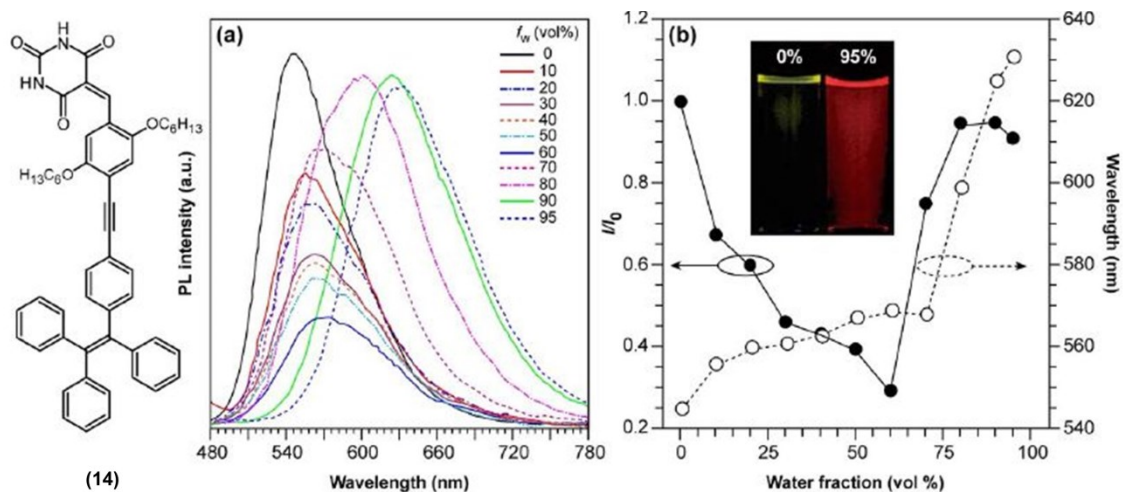 O
H
N
O
NH
O
OC6H13
H13C6O
(14)
(a)
fw (vol%)
0
10
20
30
40
50
60
70
80
90
95
PL intensity (a.u.)
480 540 600 660 720 780
Wavelength (nm)
(b)
0% 95%
1.2
1.0
0.8
0.6
0.4
0.2
I/I0
640
620
600
580
560
540
Wavelength (nm)
0 25 50 75 100
Water fraction (vol %)